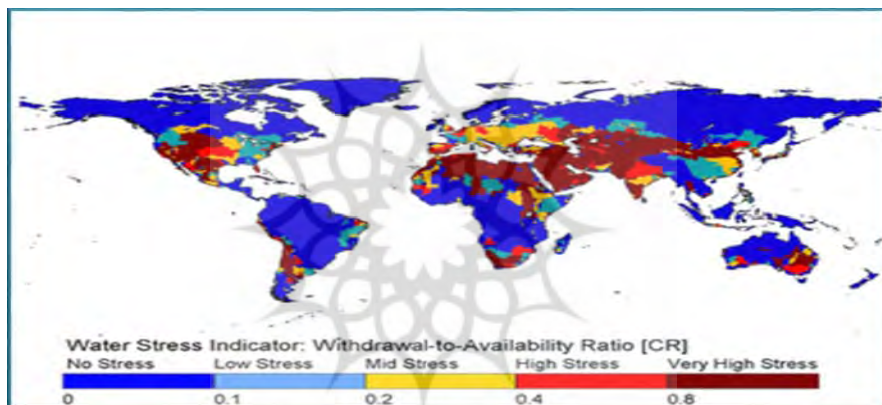 Water Stress Indicator: Withdrawal-to-Availability Ratio [CR]
No Stress Low Stress Mid Stress High Stress Very High Stress
0 0.1 0.2 0.4 0.8